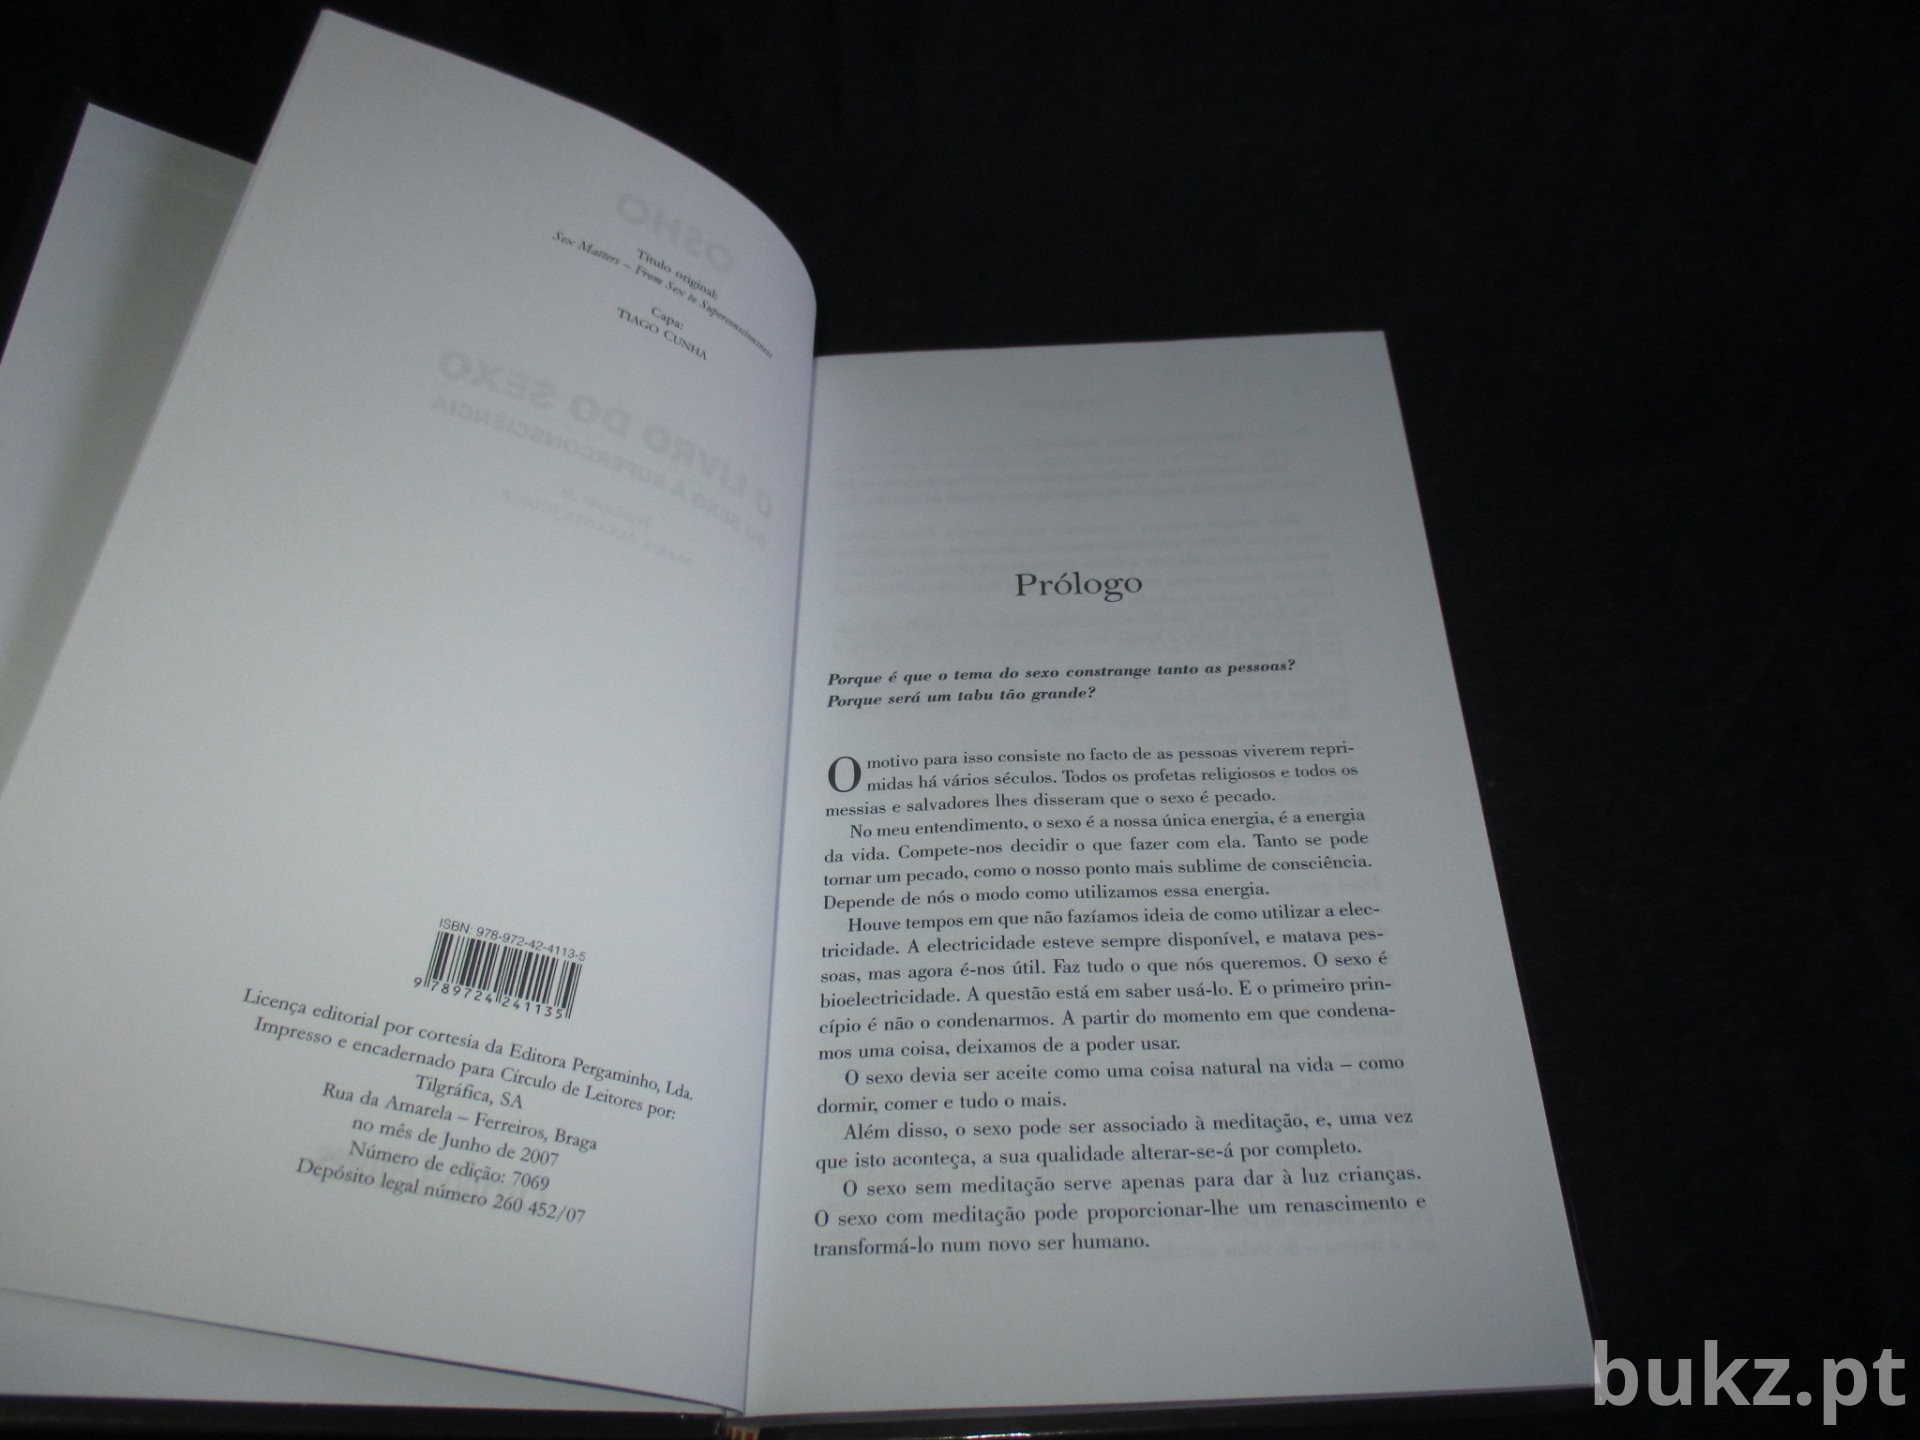 OSHO
Título original:
Sex Matters – From Sex to Superconsciousness
Capa:
TIAGO CUNHA
O LIVRO DO SEXO
DO SEXO À SUPERCONSCIÊNCIA
Tradução de
ISBN: 978-972-42-4113-5
9 789724 241135
Licença editorial por cortesia da Editora Pergaminho, Lda.
Impresso e encadernado para Círculo de Leitores por:
Tilgráfica, SA
Rua da Amarela – Ferreiros, Braga
no mês de Junho de 2007
Número de edição: 7069
Depósito legal número 260 452/07
Prólogo
Porque é que o tema do sexo constrange tanto as pessoas?
Porque será um tabu tão grande?
O motivo para isso consiste no facto de as pessoas viverem repri-
midas há vários séculos. Todos os profetas religiosos e todos os
messias e salvadores lhes disseram que o sexo é pecado.
No meu entendimento, o sexo é a nossa única energia, é a energia
da vida. Compete-nos decidir o que fazer com ela. Tanto se pode
tornar um pecado, como o nosso ponto mais sublime de consciência.
Depende de nós o modo como utilizamos essa energia.
Houve tempos em que não fazíamos ideia de como utilizar a elec-
tricidade. A electricidade esteve sempre disponível, e matava pes-
soas, mas agora é-nos útil. Faz tudo o que nós queremos. O sexo é
bioelectricidade. A questão está em saber usá-lo. E o primeiro prin-
cípio é não o condenarmos. A partir do momento em que condena-
mos uma coisa, deixamos de a poder usar.
O sexo devia ser aceite como uma coisa natural na vida – como
dormir, comer e tudo o mais.
Além disso, o sexo pode ser associado à meditação, e, uma vez
que isto aconteça, a sua qualidade alterar-se-á por completo.
O sexo sem meditação serve apenas para dar à luz crianças.
O sexo com meditação pode proporcionar-lhe um renascimento e
transformá-lo num novo ser humano.
bukz.pt